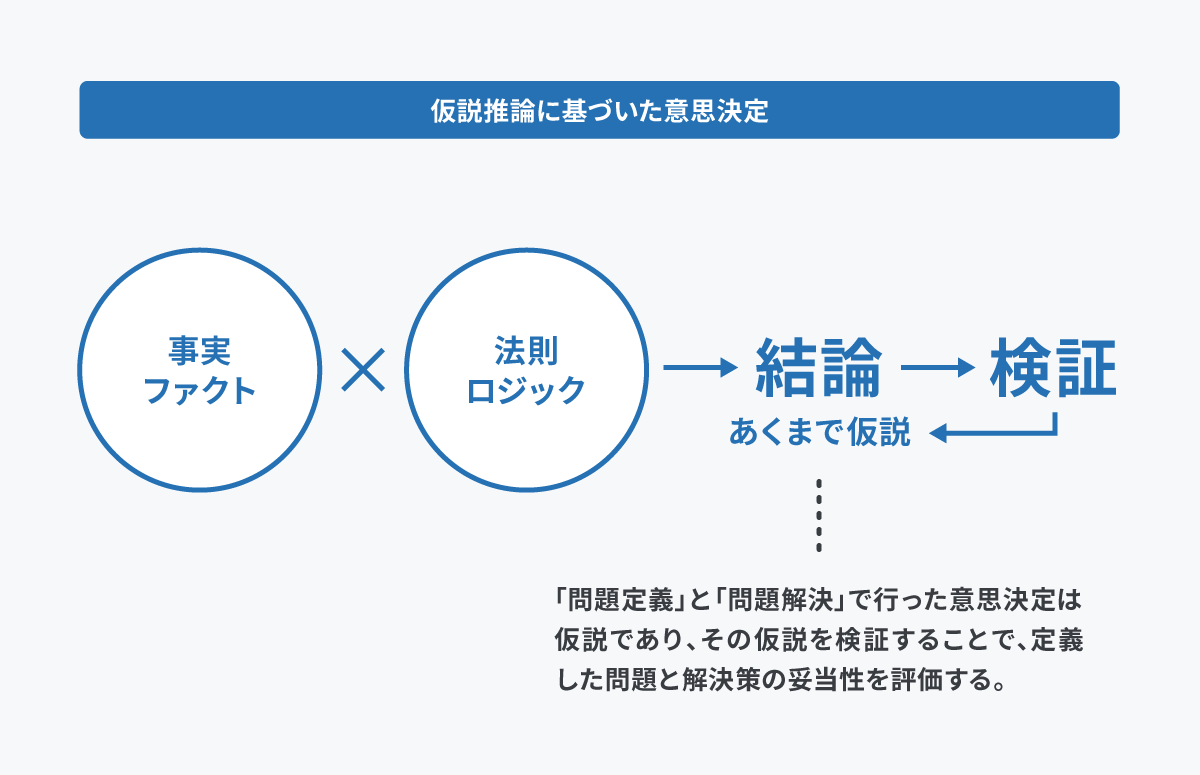 仮説推論に基づいた意思決定
事実
ファクト
×
法則
ロジック
結論
あくまで仮説
検証
「問題定義」と「問題解決」で行った意思決定は
仮説であり、その仮説を検証することで、定義
した問題と解決策の妥当性を評価する。